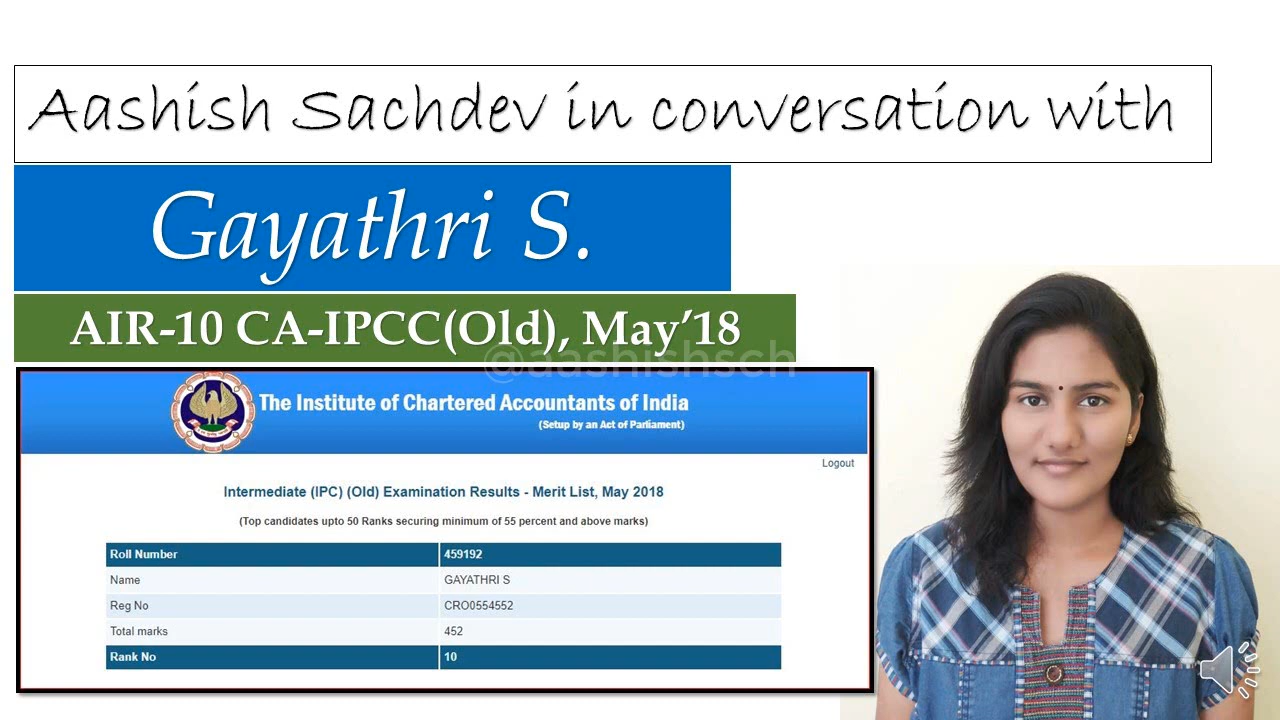 Aashish Sachdev in conversation with
Gayathri S.
AIR-10 CA-IPCC(Old), May’18
@aashishsch
The Institute of Chartered Accountants of India
(Setup by an Act of Parliament)
Logout
Intermediate (IPC) (Old) Examination Results - Merit List, May 2018
(Top candidates upto 50 Ranks securing minimum of 55 percent and above marks)
Roll Number 459192
Name GAYATHRI S
Reg No CRO0554552
Total marks 452
Rank No 10